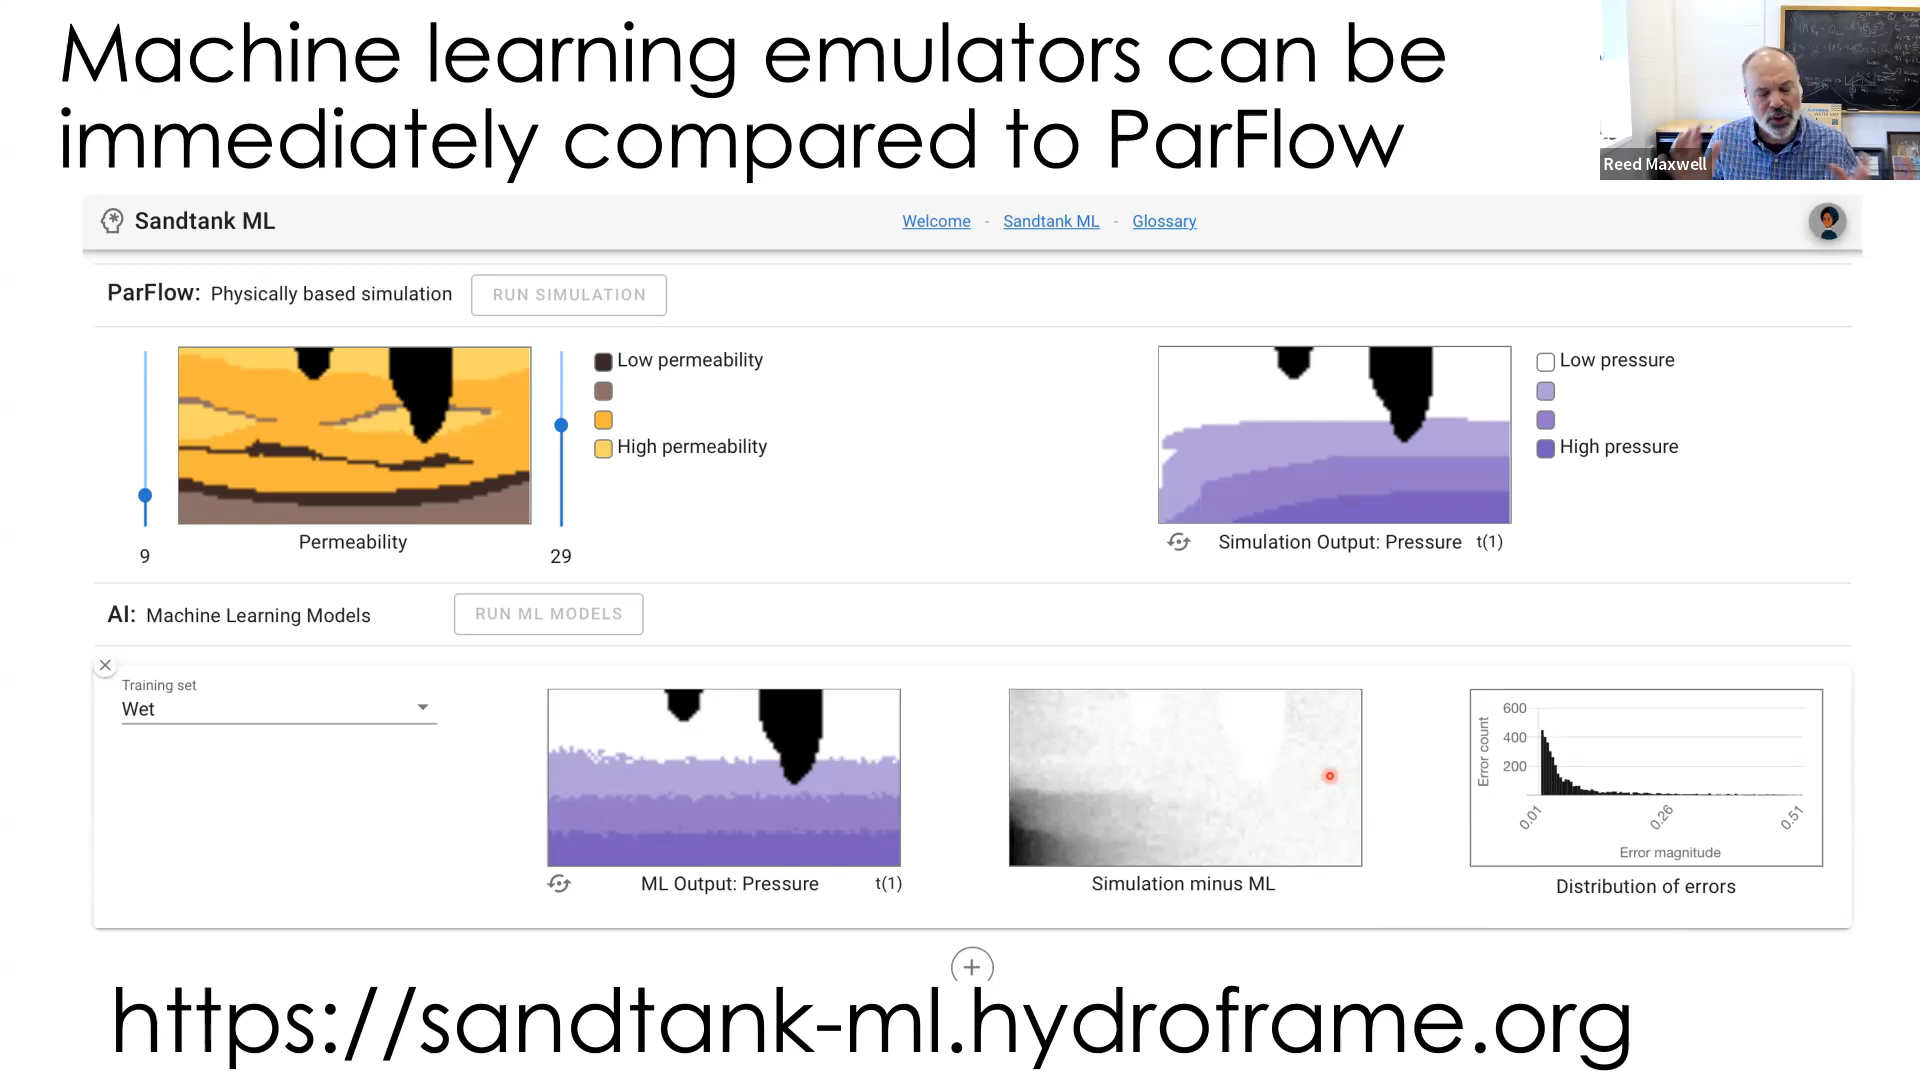 Machine learning emulators can be
immediately compared to ParFlow
Reed Maxwell
Sandtank ML
Welcome - Sandtank ML - Glossary
ParFlow: Physically based simulation
RUN SIMULATION
Low permeability
High permeability
9
Permeability
29
Low pressure
High pressure
Simulation Output: Pressure t(1)
AI: Machine Learning Models
RUN ML MODELS
Training set
Wet
ML Output: Pressure t(1)
Simulation minus ML
Error count
600
400
200
0.01
0.26
0.51
Error magnitude
Distribution of errors
https://sandtank-ml.hydroframe.org